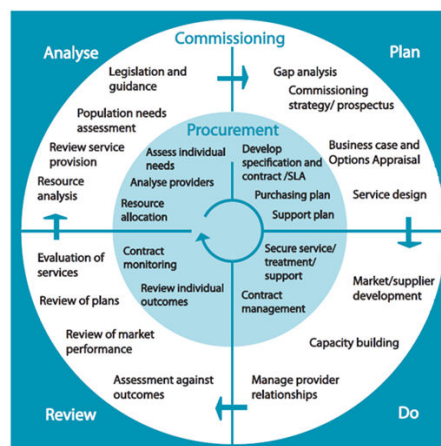 Analyse
Commissioning
Plan
Legislation and
guidance
Population needs
assessment
Review service
provision
Resource
analysis
Gap analysis
Commissioning
strategy/ prospectus
Business case and
Options Appraisal
Service design
Procurement
Assess individual
needs
Analyse providers
Resource
allocation
Develop
specification and
contract /SLA
Purchasing plan
Support plan
Contract
monitoring
Review individual
outcomes
Secure service/
treatment/
support
Contract
management
Evaluation of
services
Review of plans
Review of market
performance
Assessment against
outcomes
Market/supplier
development
Capacity building
Manage provider
relationships
Review
Do